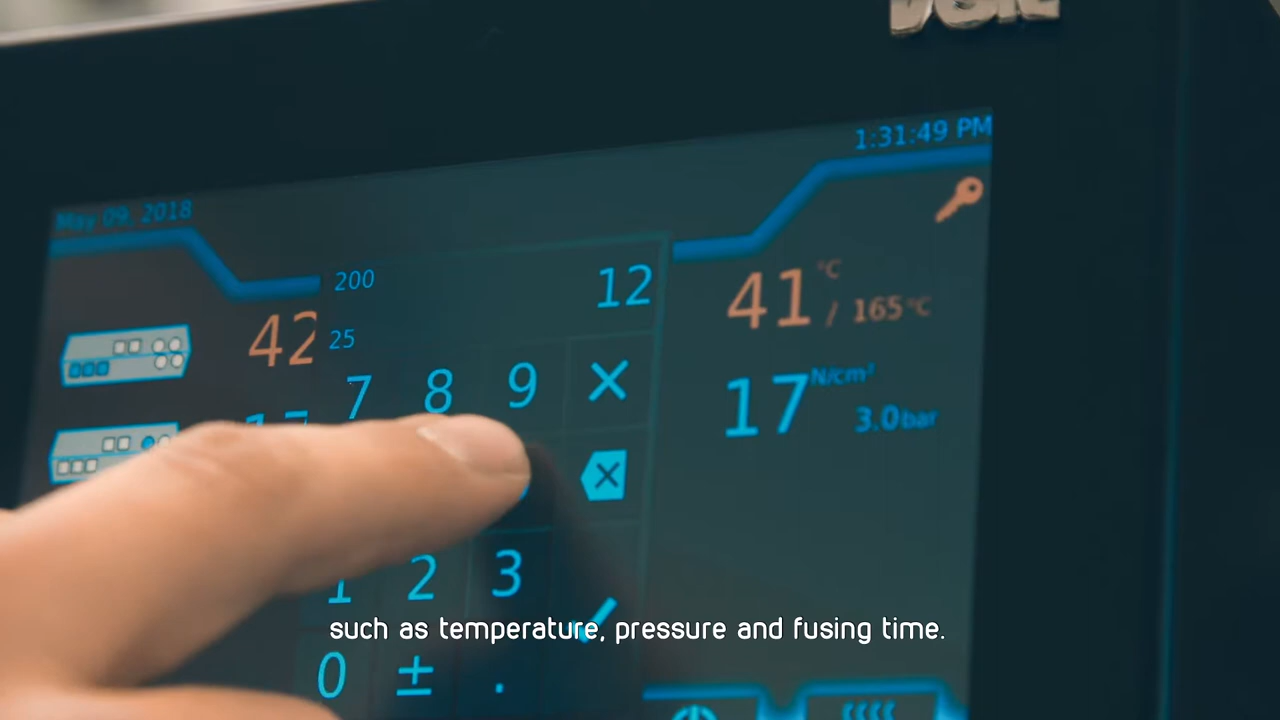 1:31:49 PM
May 09, 2018
200
12
25
42
41 °C / 165 °C
7 8 9
17 N/cm²
3.0 bar
1 2 3
such as temperature, pressure and fusing time.
0 ± .